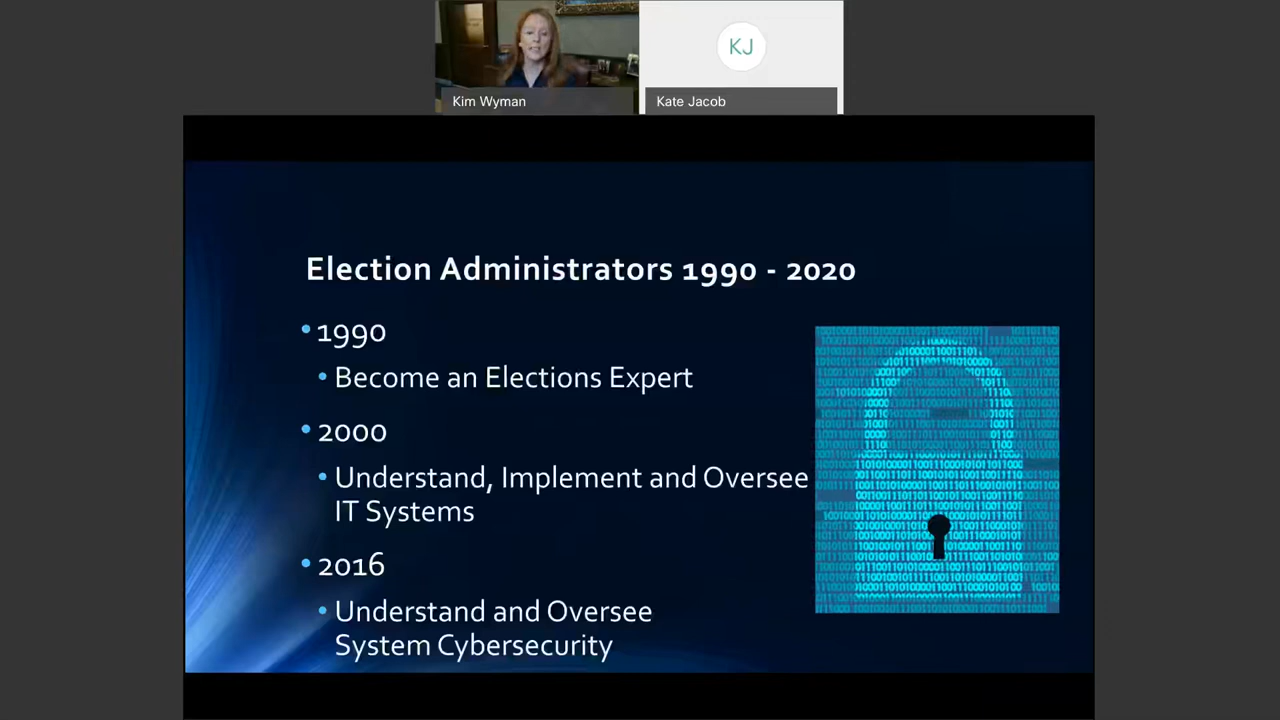 KJ
Kim Wyman
Kate Jacob
Election Administrators 1990 - 2020
• 1990
• Become an Elections Expert
• 2000
• Understand, Implement and Oversee
IT Systems
• 2016
• Understand and Oversee
System Cybersecurity